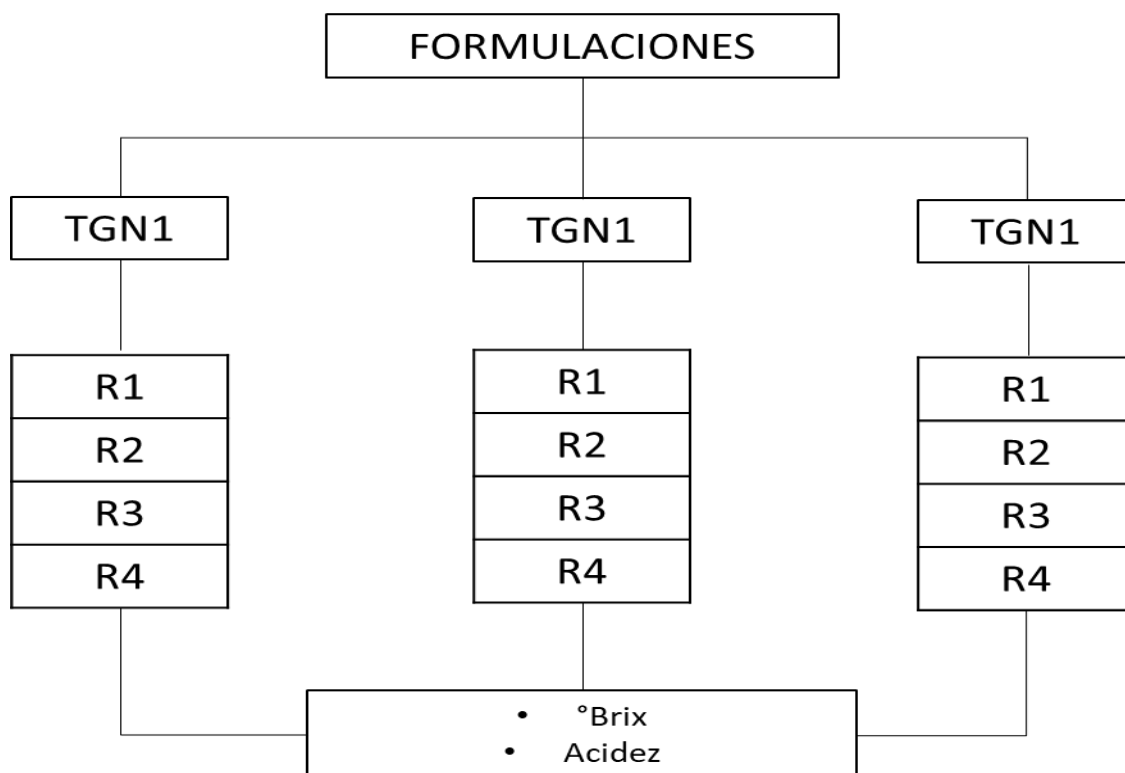 FORMULACIONES
TGN1
TGN1
TGN1
R1
R2
R3
R4
R1
R2
R3
R4
R1
R2
R3
R4
• °Brix
• Acidez